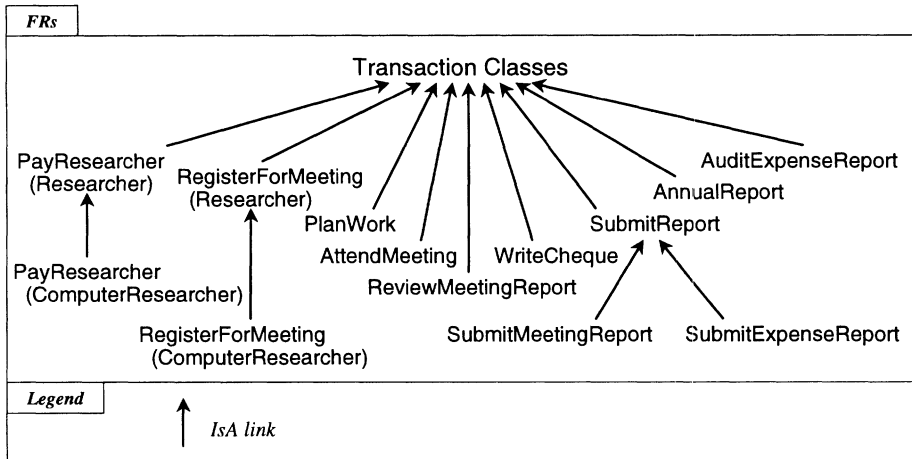 FRs
Transaction Classes
PayResearcher
(Researcher)
RegisterForMeeting
(Researcher)
AuditExpenseReport
AnnualReport
PlanWork
SubmitReport
AttendMeeting
WriteCheque
PayResearcher
(ComputerResearcher)
ReviewMeetingReport
RegisterForMeeting
(ComputerResearcher)
SubmitMeetingReport
SubmitExpenseReport
Legend
IsA link